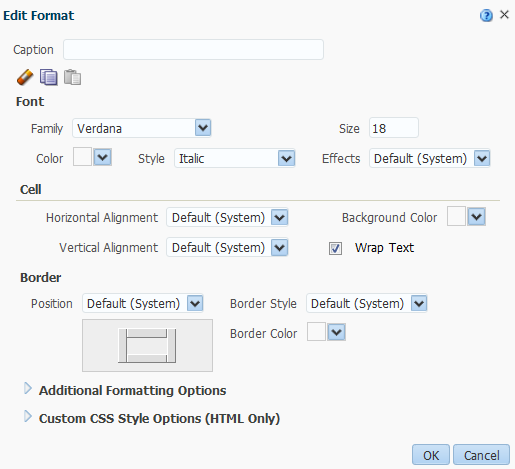 Edit Format
Caption
Font
Family Verdana Size 18
Color Style Italic Effects Default (System)
Cell
Horizontal Alignment Default (System) Background Color
Vertical Alignment Default (System) Wrap Text
Border
Position Default (System) Border Style Default (System)
Border Color
Additional Formatting Options
Custom CSS Style Options (HTML Only)
OK Cancel